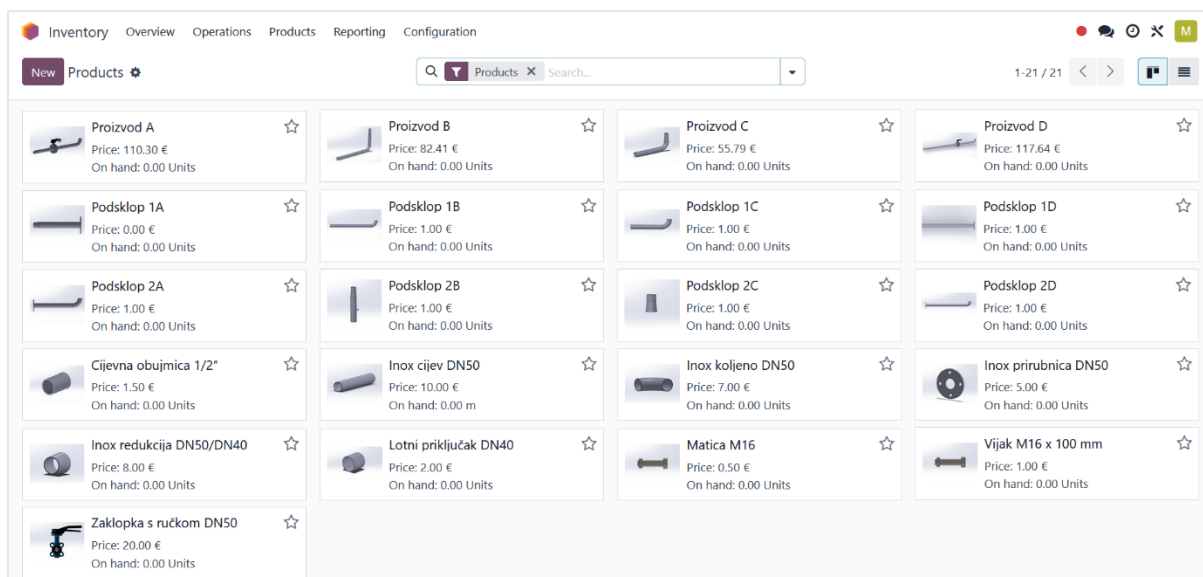 Inventory Overview Operations Products Reporting Configuration M
New Products Products Search... 1-21 / 21
Proizvod A
Price: 110.30 €
On hand: 0.00 Units
Proizvod B
Price: 82.41 €
On hand: 0.00 Units
Proizvod C
Price: 55.79 €
On hand: 0.00 Units
Proizvod D
Price: 117.64 €
On hand: 0.00 Units
Podsklop 1A
Price: 0.00 €
On hand: 0.00 Units
Podsklop 1B
Price: 1.00 €
On hand: 0.00 Units
Podsklop 1C
Price: 1.00 €
On hand: 0.00 Units
Podsklop 1D
Price: 1.00 €
On hand: 0.00 Units
Podsklop 2A
Price: 1.00 €
On hand: 0.00 Units
Podsklop 2B
Price: 1.00 €
On hand: 0.00 Units
Podsklop 2C
Price: 1.00 €
On hand: 0.00 Units
Podsklop 2D
Price: 1.00 €
On hand: 0.00 Units
Cijevna obujmica 1/2"
Price: 1.50 €
On hand: 0.00 Units
Inox cijev DN50
Price: 10.00 €
On hand: 0.00 m
Inox koljeno DN50
Price: 7.00 €
On hand: 0.00 Units
Inox prirubnica DN50
Price: 5.00 €
On hand: 0.00 Units
Inox redukcija DN50/DN40
Price: 8.00 €
On hand: 0.00 Units
Lotni priključak DN40
Price: 2.00 €
On hand: 0.00 Units
Matica M16
Price: 0.50 €
On hand: 0.00 Units
Vijak M16 x 100 mm
Price: 1.00 €
On hand: 0.00 Units
Zaklopka s ručkom DN50
Price: 20.00 €
On hand: 0.00 Units